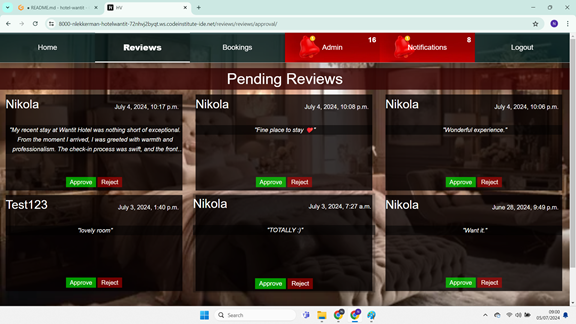 README.md - hotel-wantit
HV
8000-nikkkerman-hotelwantit-72nhvj2byqt.ws.codeinstitute-ide.net/reviews/reviews/approval/
Home
Reviews
Bookings
Admin
16
Notifications
8
Logout
Pending Reviews
Nikola
July 4, 2024, 10:17 p.m.
"My recent stay at Wantit Hotel was nothing short of exceptional.
From the moment I arrived, I was greeted with warmth and
professionalism. The check-in process was swift, and the front...
Approve Reject
Nikola
July 4, 2024, 10:08 p.m.
"Fine place to stay ❤️"
Approve Reject
Nikola
July 4, 2024, 10:06 p.m.
"Wonderful experience."
Approve Reject
Test123
July 3, 2024, 1:40 p.m.
"lovely room"
Approve Reject
Nikola
July 3, 2024, 7:27 a.m.
"TOTALLY :)"
Approve Reject
Nikola
June 28, 2024, 9:49 p.m.
"Want it."
Approve Reject
Search
09:00
05/07/2024